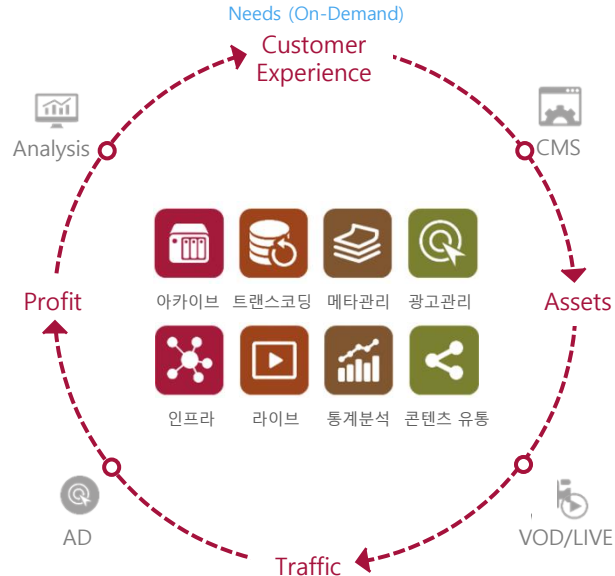 Needs (On-Demand)
Customer
Experience
Analysis
CMS
아카이브 트랜스코딩 메타관리 광고관리
Profit
Assets
인프라 라이브 통계분석 콘텐츠 유통
AD
VOD/LIVE
Traffic